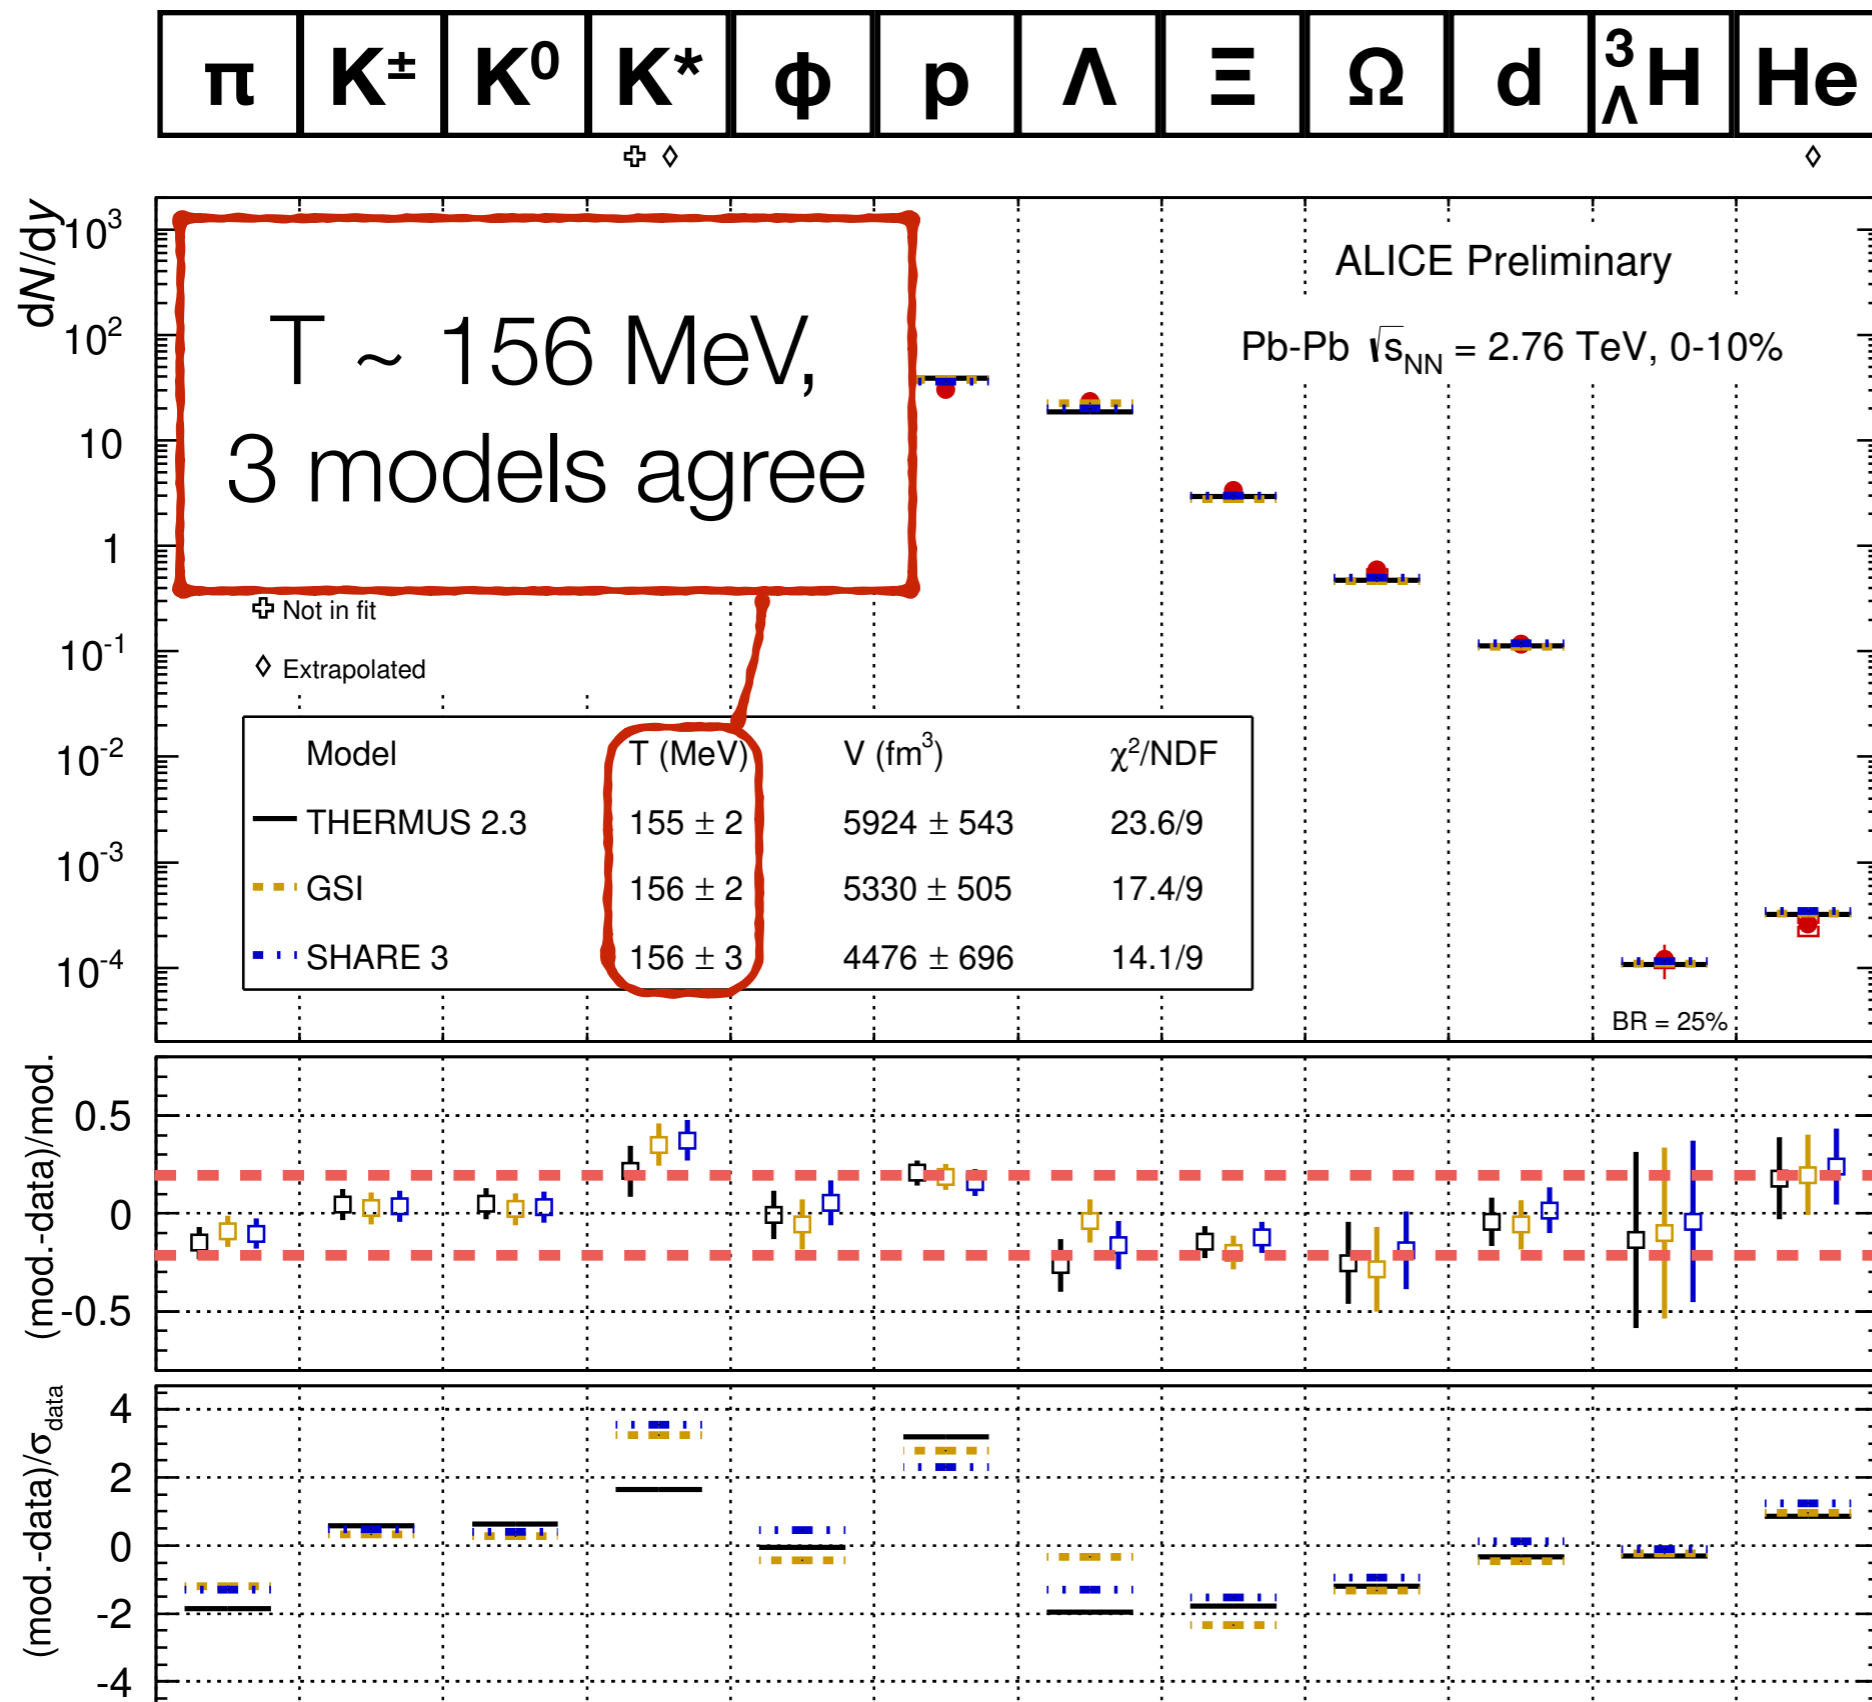 π K± K⁰ K* ϕ p Λ Ξ Ω d ³ΛH He
dN/dy
10³
10²
10
1
10⁻¹
10⁻²
10⁻³
10⁻⁴
T ~ 156 MeV,
3 models agree
ALICE Preliminary
Pb-Pb √sNN = 2.76 TeV, 0-10%
Not in fit
Extrapolated
Model T (MeV) V (fm³) χ²/NDF
THERMUS 2.3 155 ± 2 5924 ± 543 23.6/9
GSI 156 ± 2 5330 ± 505 17.4/9
SHARE 3 156 ± 3 4476 ± 696 14.1/9
BR = 25%
(mod.-data)/mod.
0.5
0
-0.5
(mod.-data)/σdata
4
2
0
-2
-4